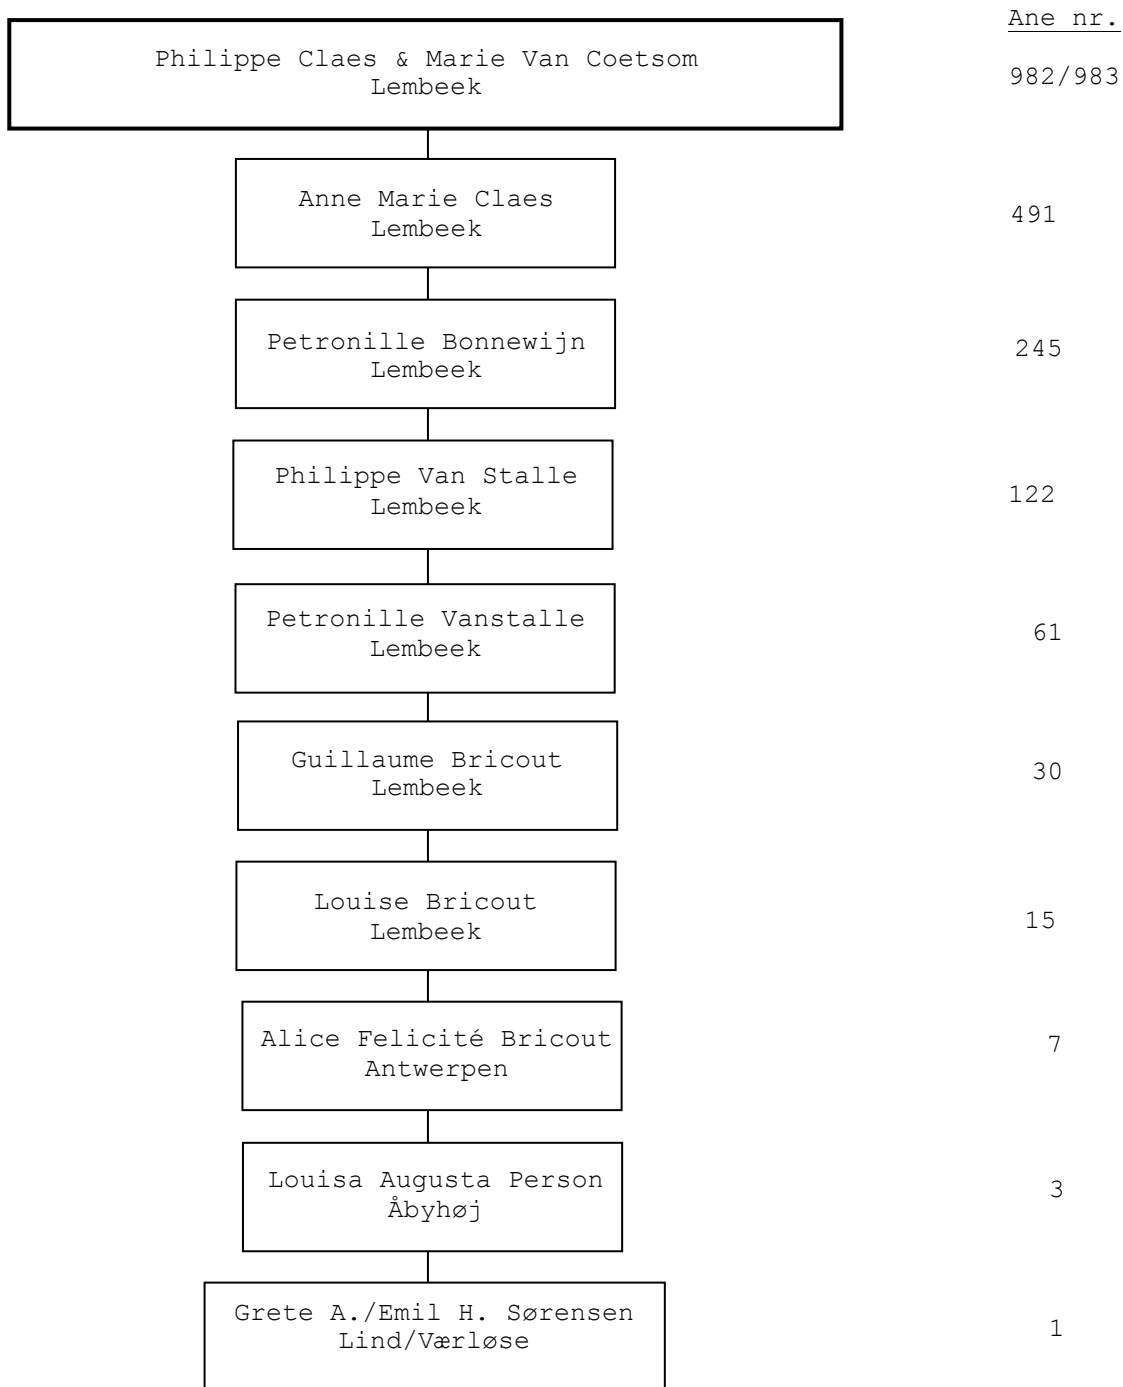 Ane nr.
Philippe Claes & Marie Van Coetsom
Lembeek
982/983
Anne Marie Claes
Lembeek
491
Petronille Bonnewijn
Lembeek
245
Philippe Van Stalle
Lembeek
122
Petronille Vanstalle
Lembeek
61
Guillaume Bricout
Lembeek
30
Louise Bricout
Lembeek
15
Alice Felicité Bricout
Antwerpen
7
Louisa Augusta Person
Åbyhøj
3
Grete A./Emil H. Sørensen
Lind/Værløse
1